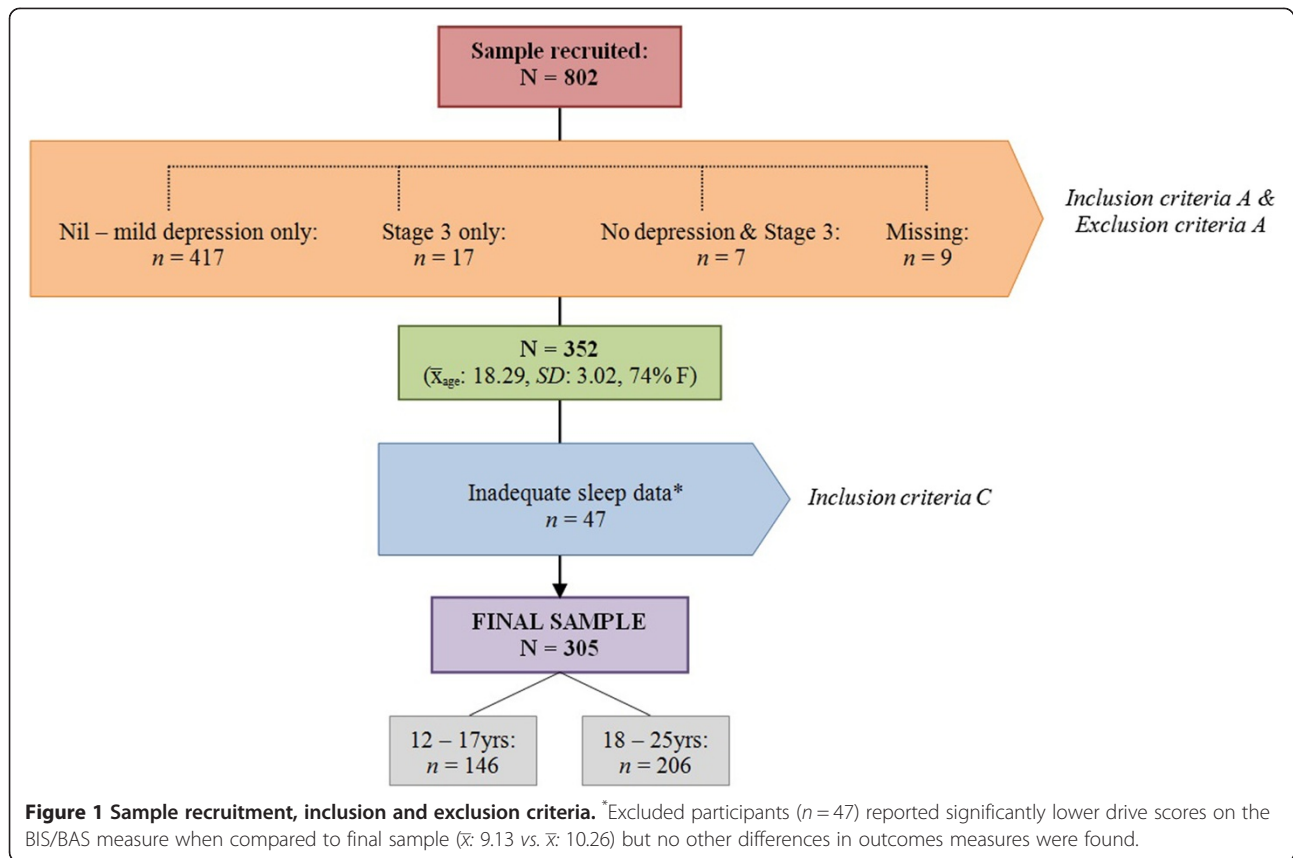 Sample recruited:
N = 802
Nil – mild depression only:
n = 417
Stage 3 only:
n = 17
No depression & Stage 3:
n = 7
Missing:
n = 9
Inclusion criteria A &
Exclusion criteria A
N = 352
(x̅age: 18.29, SD: 3.02, 74% F)
Inadequate sleep data*
n = 47
Inclusion criteria C
FINAL SAMPLE
N = 305
12 – 17yrs:
n = 146
18 – 25yrs:
n = 206
Figure 1 Sample recruitment, inclusion and exclusion criteria. *Excluded participants (n = 47) reported significantly lower drive scores on the
BIS/BAS measure when compared to final sample (x̅: 9.13 vs. x̅: 10.26) but no other differences in outcomes measures were found.